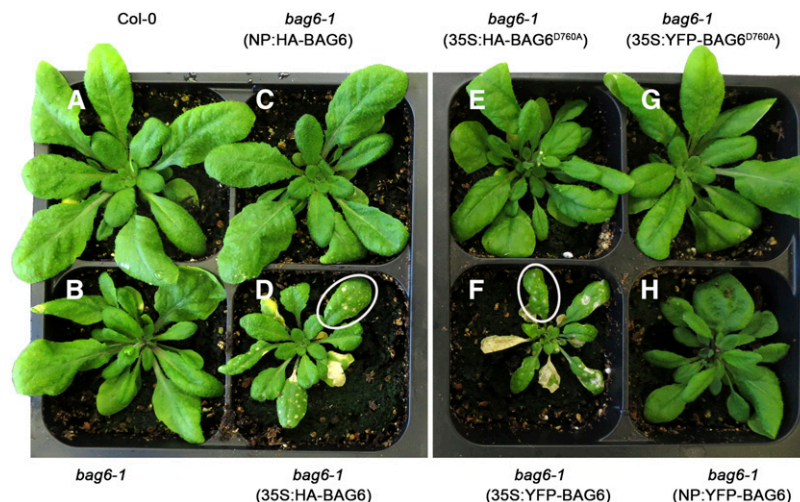 Col-0
bag6-1
(NP:HA-BAG6)
bag6-1
(35S:HA-BAG6D760A)
bag6-1
(35S:YFP-BAG6D760A)
A
C
E
G
B
D
F
H
bag6-1
bag6-1
(35S:HA-BAG6)
bag6-1
(35S:YFP-BAG6)
bag6-1
(NP:YFP-BAG6)